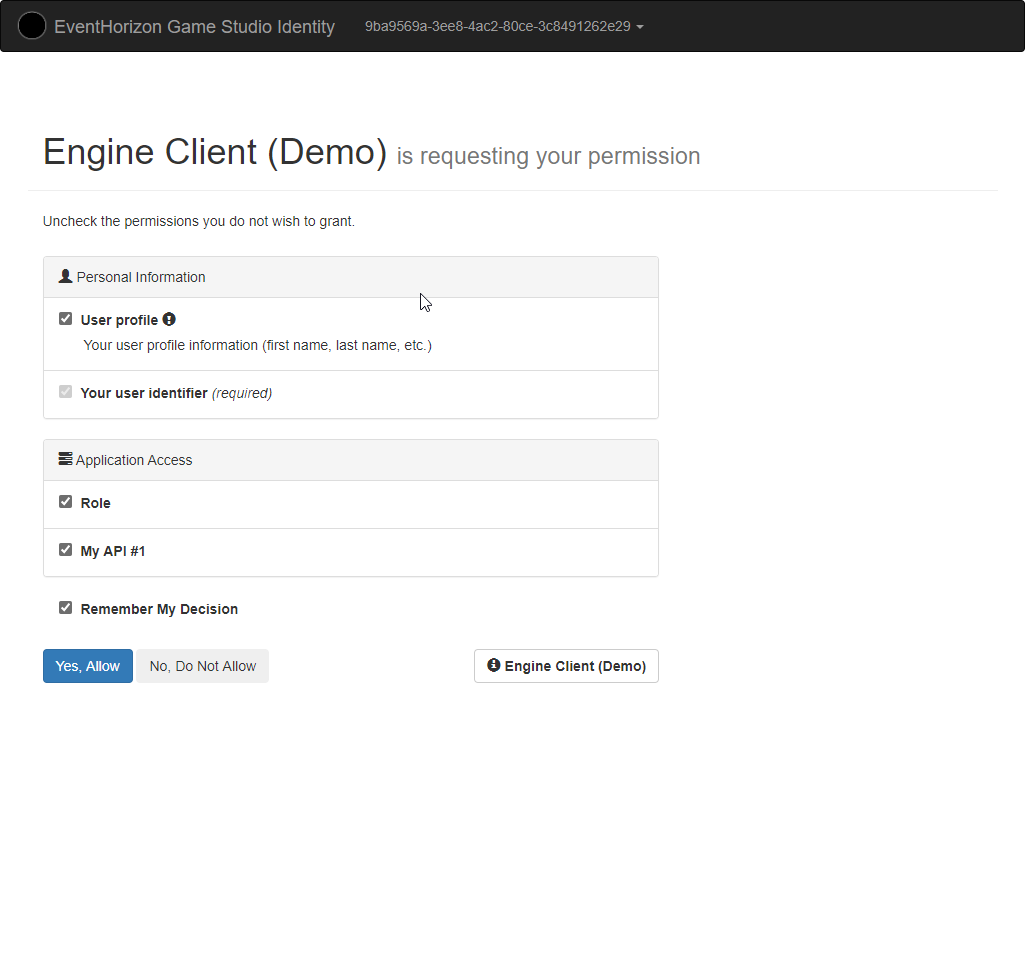 EventHorizon Game Studio Identity 9ba9569a-3ee8-4ac2-80ce-3c8491262e29
Engine Client (Demo) is requesting your permission
Uncheck the permissions you do not wish to grant.
Personal Information
User profile
Your user profile information (first name, last name, etc.)
Your user identifier (required)
Application Access
Role
My API #1
Remember My Decision
Yes, Allow No, Do Not Allow Engine Client (Demo)